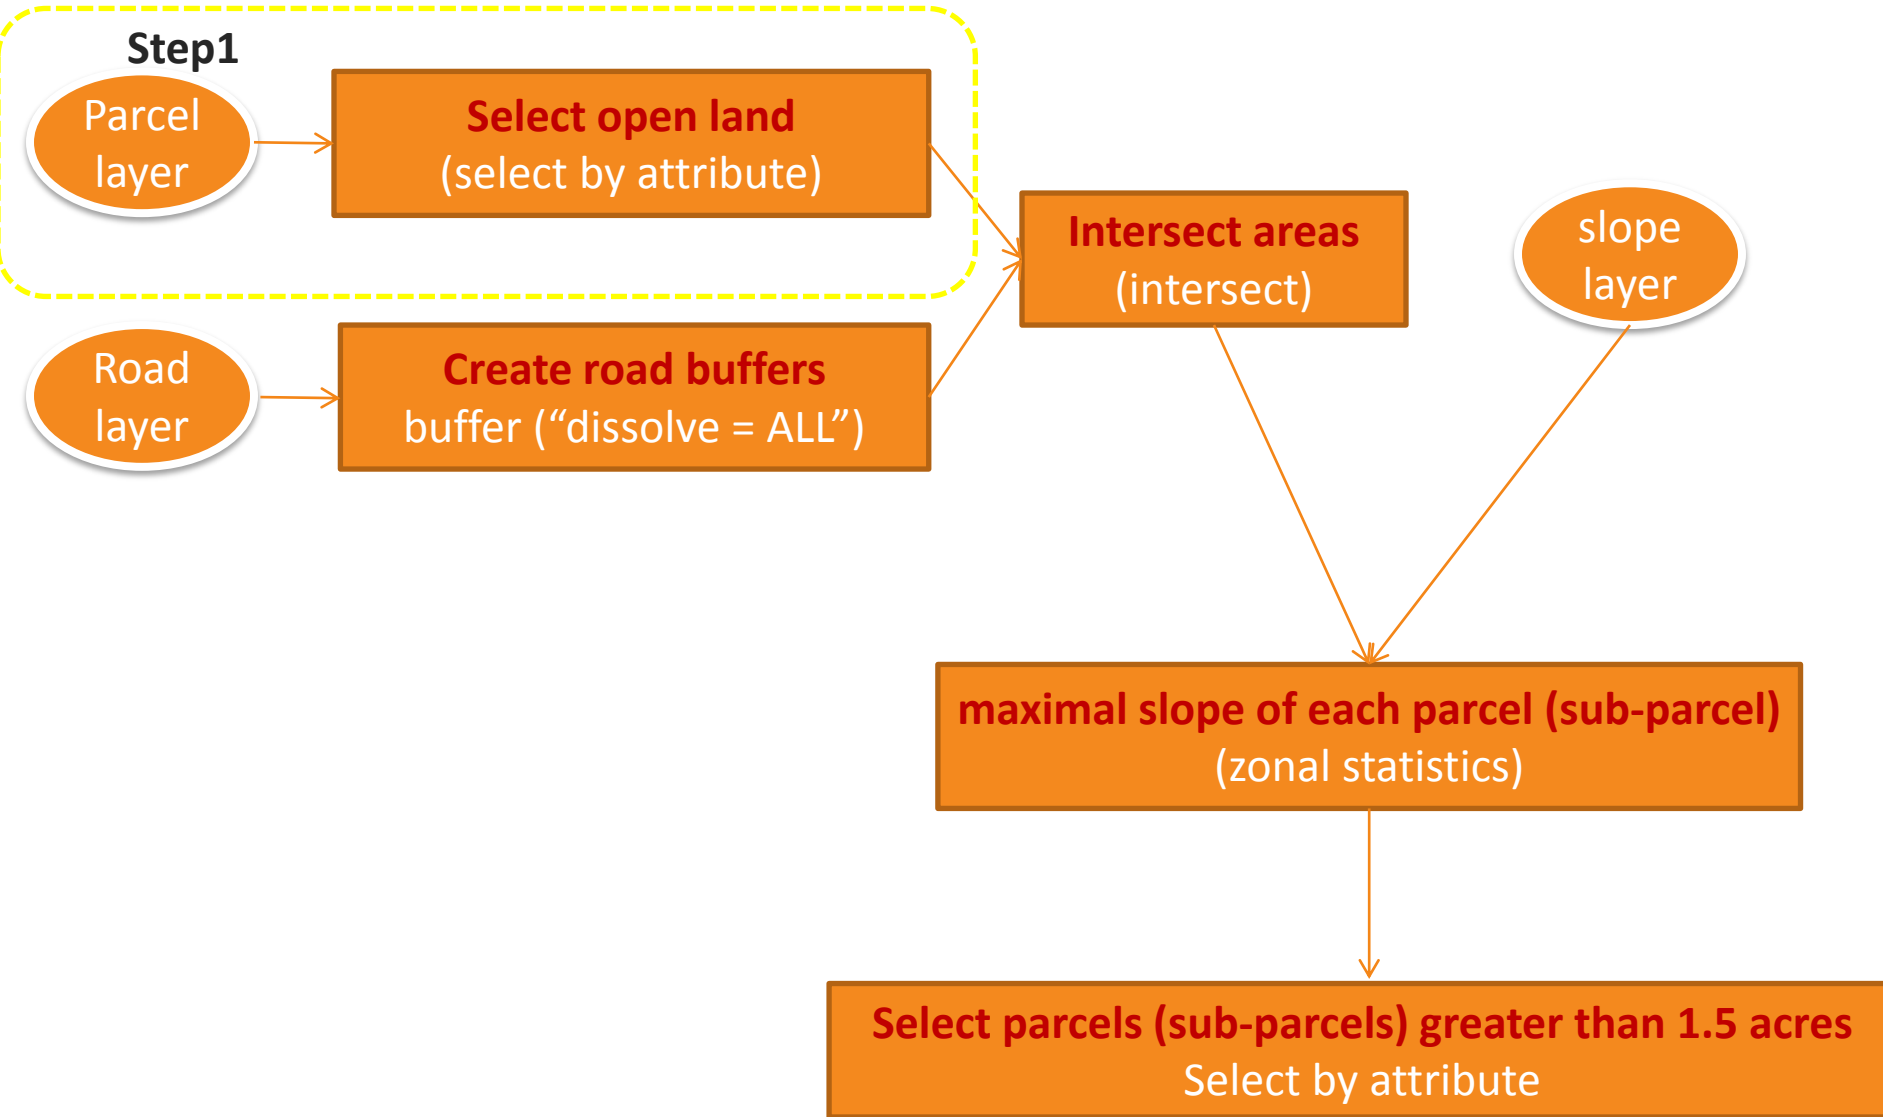 Step1
Parcel
layer
Select open land
(select by attribute)
Intersect areas
(intersect)
slope
layer
Road
layer
Create road buffers
buffer (“dissolve = ALL”)
maximal slope of each parcel (sub-parcel)
(zonal statistics)
Select parcels (sub-parcels) greater than 1.5 acres
Select by attribute